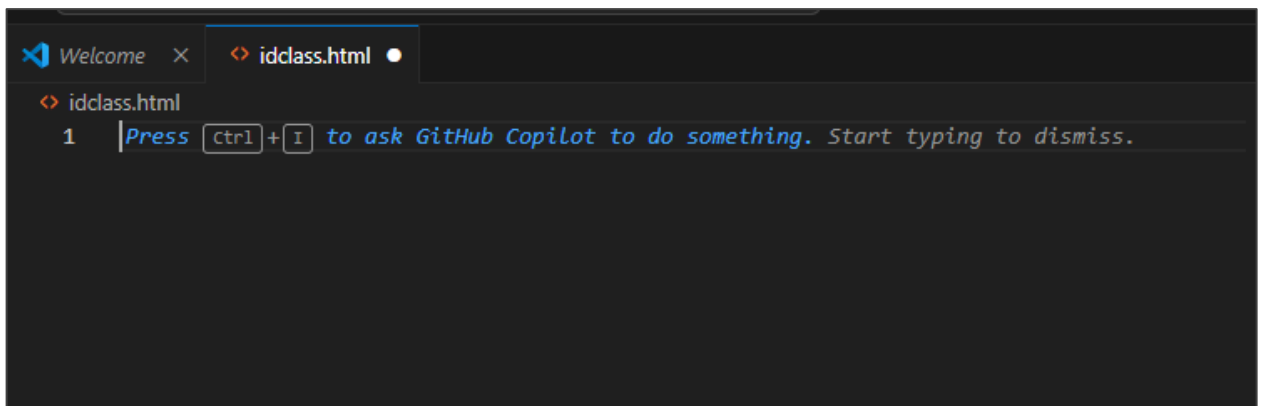 Welcome idclass.html
idclass.html
1 Press Ctrl+I to ask GitHub Copilot to do something. Start typing to dismiss.